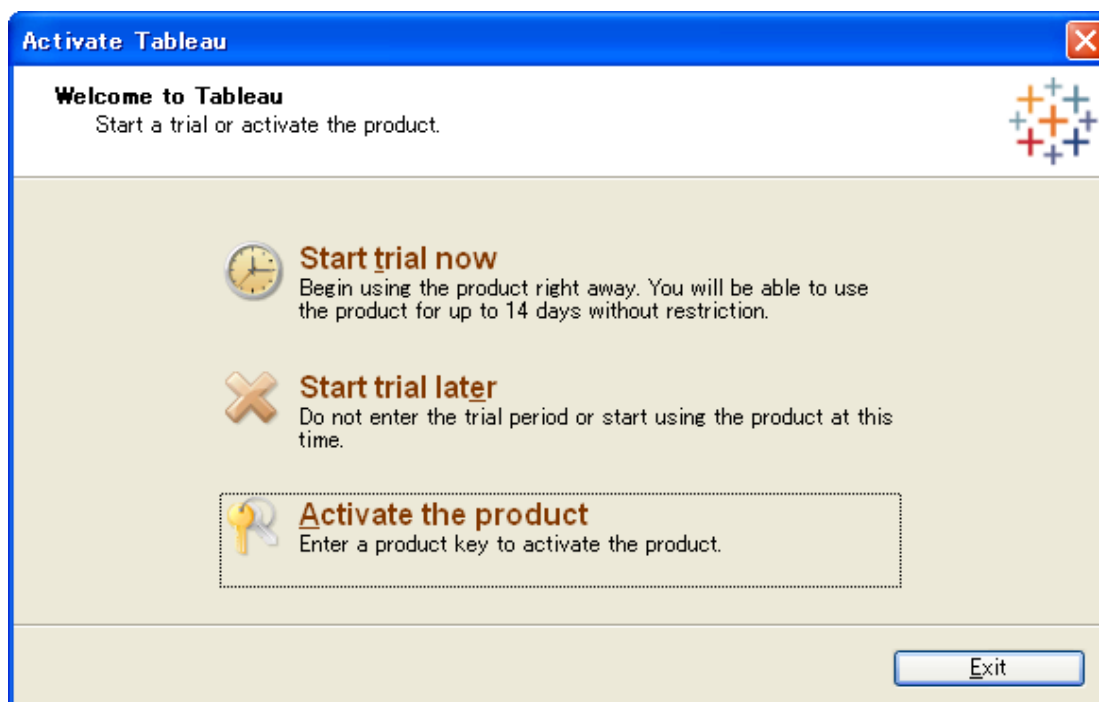 Activate Tableau
Welcome to Tableau
Start a trial or activate the product.
Start trial now
Begin using the product right away. You will be able to use
the product for up to 14 days without restriction.
Start trial later
Do not enter the trial period or start using the product at this
time.
Activate the product
Enter a product key to activate the product.
Exit